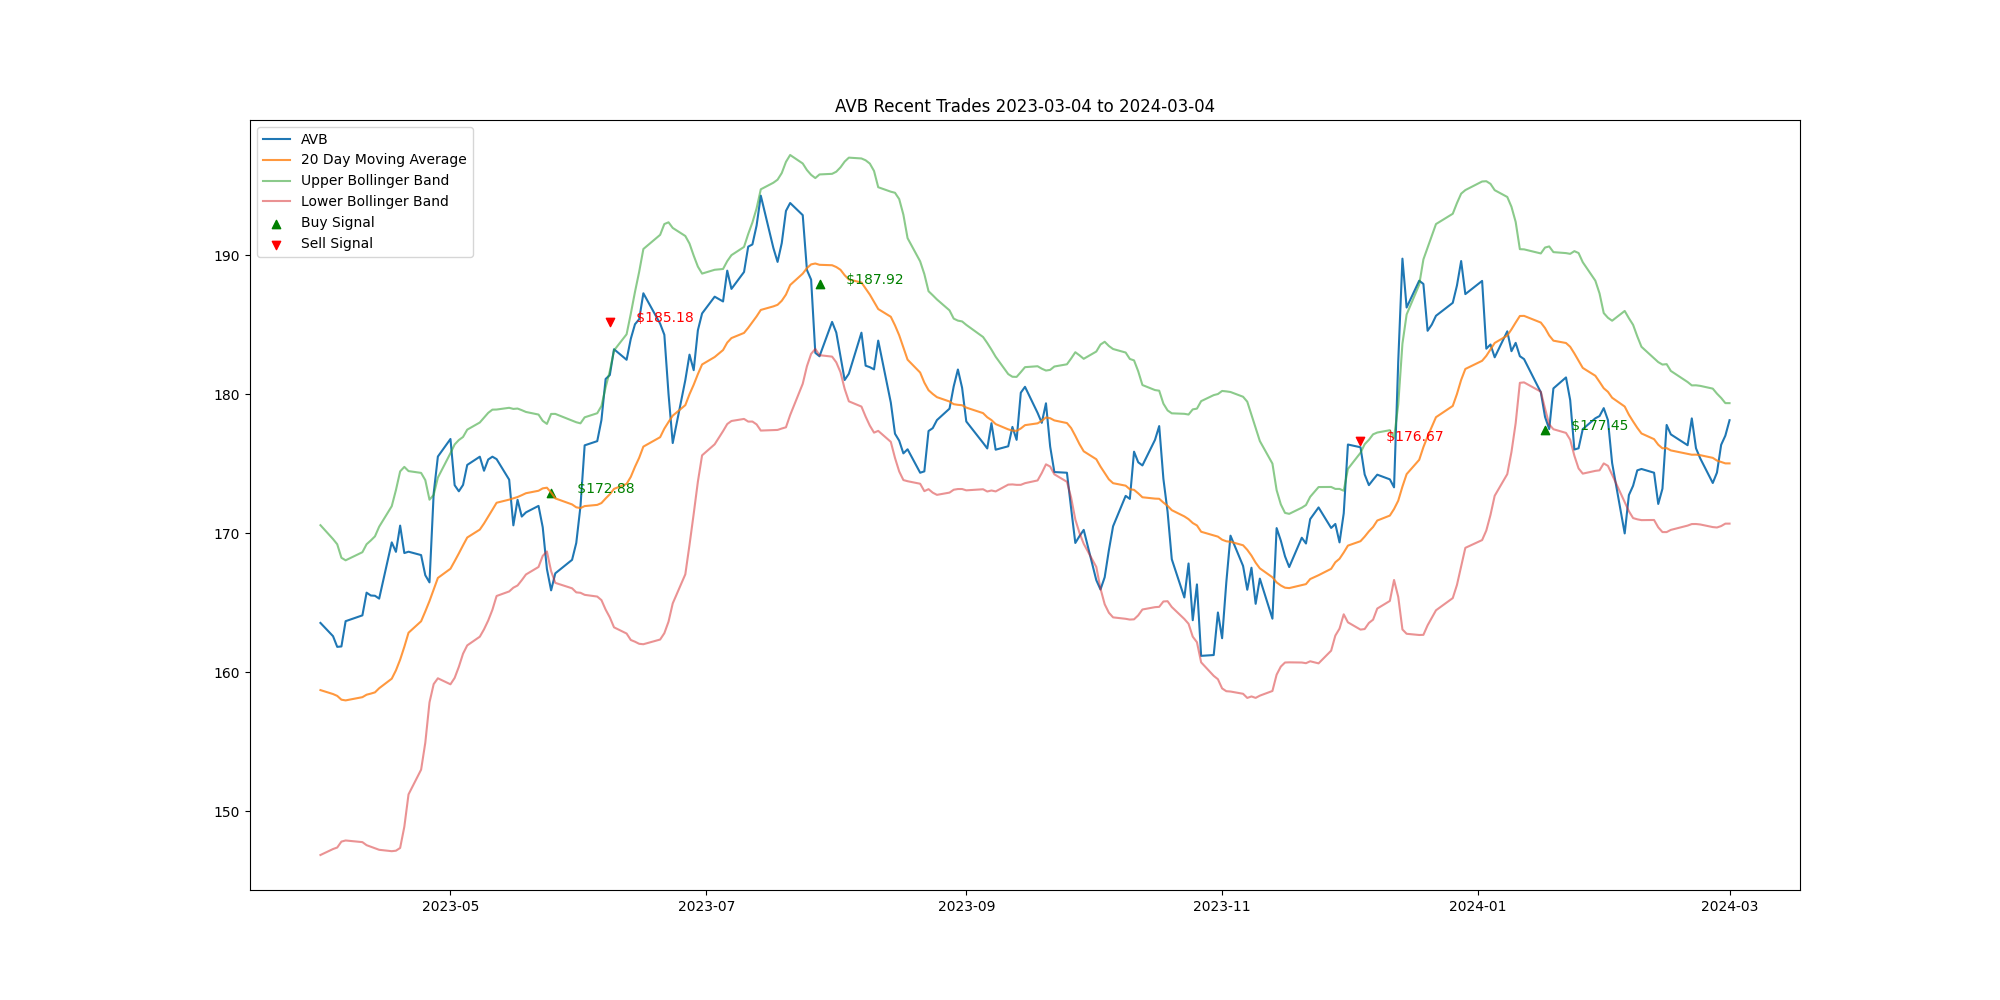 AVB Recent Trades 2023-03-04 to 2024-03-04
AVB
20 Day Moving Average
Upper Bollinger Band
Lower Bollinger Band
Buy Signal
Sell Signal
190
180
170
160
150
$187.92
$185.18
$177.45
$176.67
$172.88
2023-05
2023-07
2023-09
2023-11
2024-01
2024-03